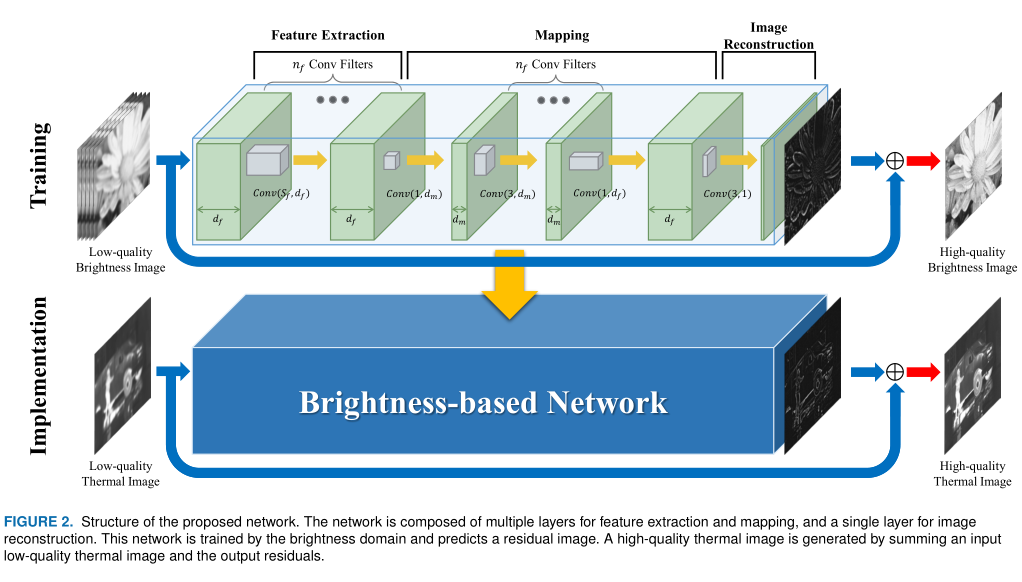 Feature Extraction
Mapping
Image
Reconstruction
n_f Conv Filters
n_f Conv Filters
Training
Conv(S_f, d_f)
Conv(1, d_m)
Conv(3, d_m)
Conv(1, d_f)
Conv(3, 1)
d_f
d_f
d_m
d_m
d_f
Low-quality
Brightness Image
High-quality
Brightness Image
Implementation
Brightness-based Network
Low-quality
Thermal Image
High-quality
Thermal Image
FIGURE 2. Structure of the proposed network. The network is composed of multiple layers for feature extraction and mapping, and a single layer for image
reconstruction. This network is trained by the brightness domain and predicts a residual image. A high-quality thermal image is generated by summing an input
low-quality thermal image and the output residuals.